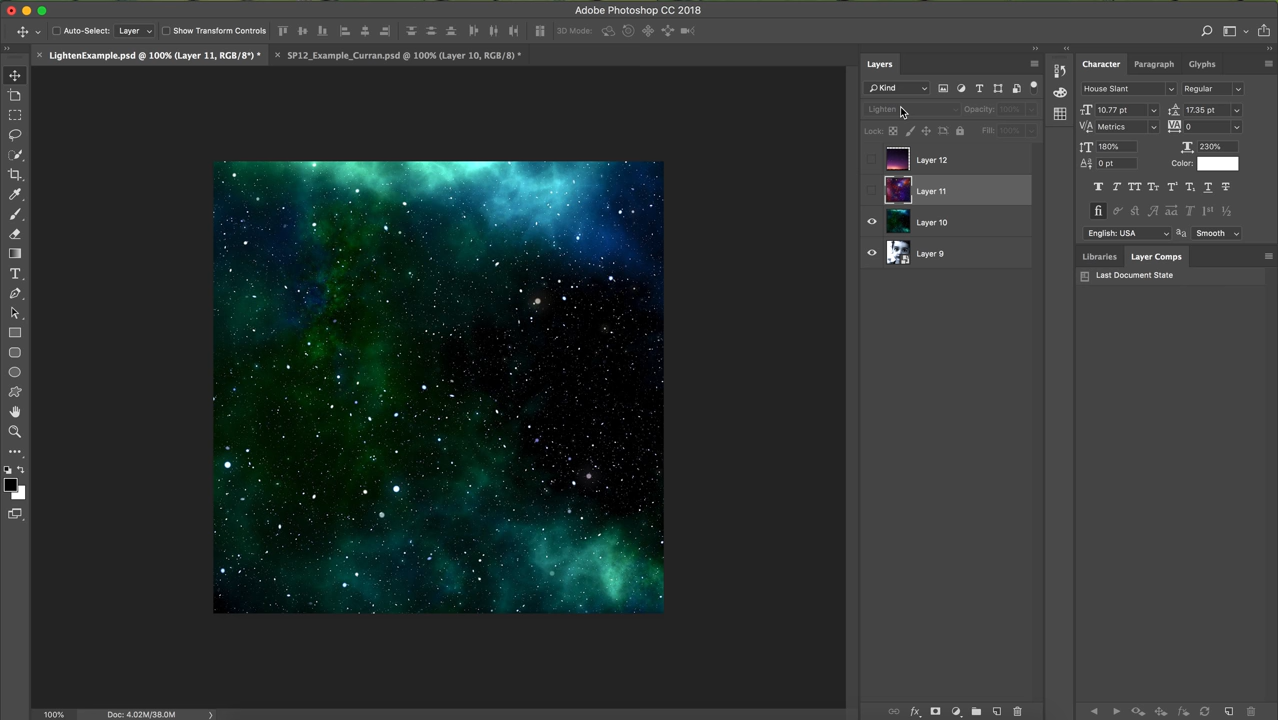 Adobe Photoshop CC 2018
Auto-Select: Layer Show Transform Controls 3D Mode:
LightenExample.psd @ 100% (Layer 11, RGB/8*) * SP12_Example_Curran.psd @ 100% (Layer 10, RGB/8) *
Layers
Kind
Lighten Opacity: 100%
Lock: Fill: 100%
Layer 12
Layer 11
Layer 10
Layer 9
Character Paragraph Glyphs
House Slant Regular
10.77 pt 17.35 pt
Metrics 0
180% 230%
0 pt Color:
English: USA Smooth
Libraries Layer Comps
Last Document State
100% Doc: 4.02M/38.0M